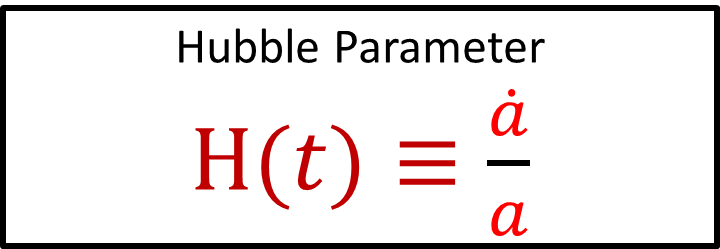 Hubble Parameter
H(t) ≡ ȧ/a